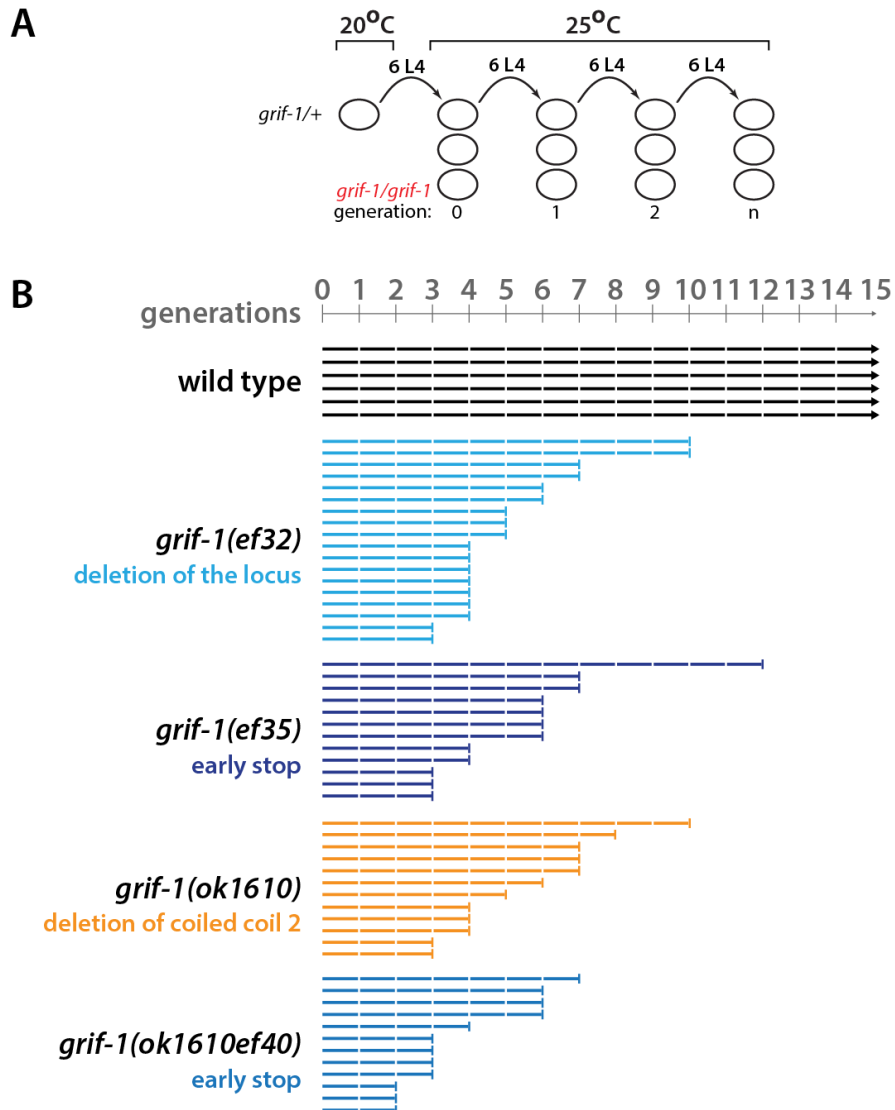 A
20°C 25°C
6 L4 6 L4 6 L4 6 L4
grif-1/+
grif-1/grif-1
generation: 0 1 2 n
B
generations 0 1 2 3 4 5 6 7 8 9 10 11 12 13 14 15
wild type
grif-1(ef32)
deletion of the locus
grif-1(ef35)
early stop
grif-1(ok1610)
deletion of coiled coil 2
grif-1(ok1610ef40)
early stop